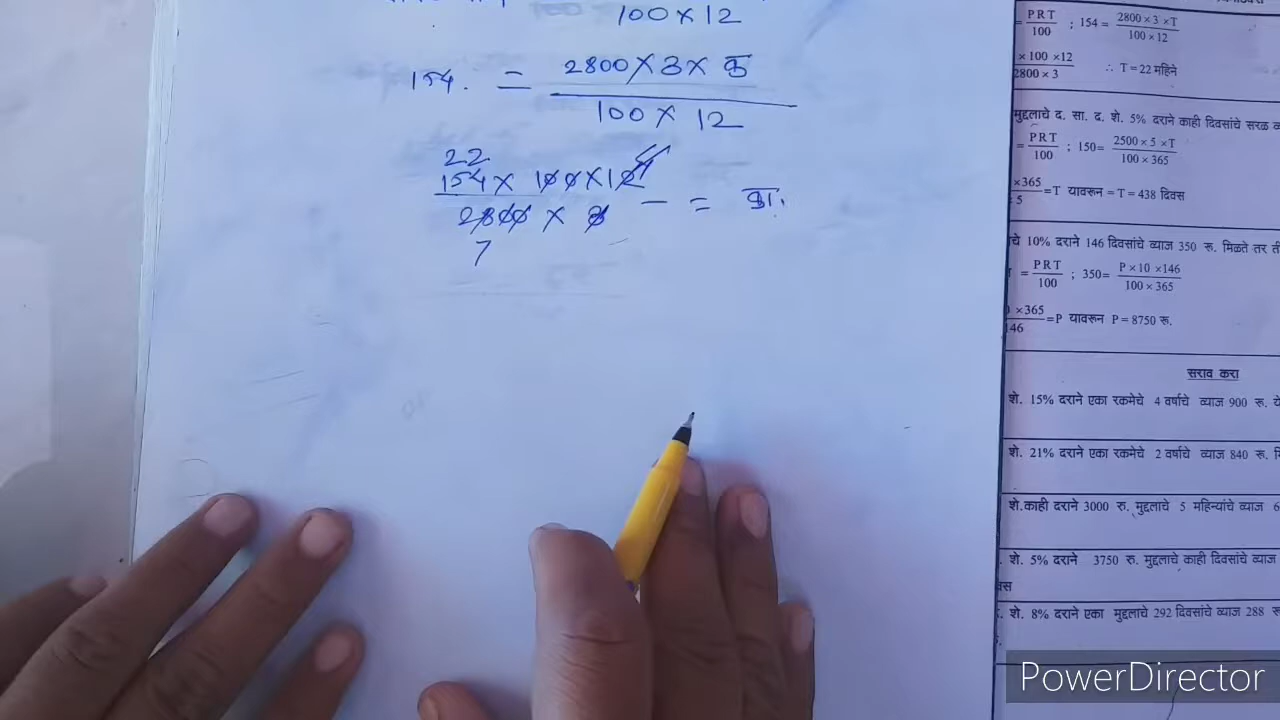 100 × 12
154. = 2800 × 3 × क
100 × 12
22
154 × 100 × 12 4
2800 × 3 = का.
7
= PRT/100 ; 154 = 2800 × 3 × T/100 × 12
× 100 × 12/2800 × 3 ∴ T = 22 महिने
मुद्दलाचे द. सा. द. शे. 5% दराने काही दिवसांचे सरळ
= PRT/100 ; 150= 2500 × 5 × T/100 × 365
×365/5 =T यावरून = T = 438 दिवस
चे 10% दराने 146 दिवसांचे व्याज 350 रू. मिळते तर
= PRT/100 ; 350= P × 10 × 146/100 × 365
×365/146 =P यावरून P = 8750 रू.
सराव करा
शे. 15% दराने एका रकमेचे 4 वर्षाचे व्याज 900 रू.
शे. 21% दराने एका रकमेचे 2 वर्षाचे व्याज 840 रू.
शे.काही दराने 3000 रु. मुद्दलाचे 5 महिन्यांचे व्याज
. शे. 5% दराने 3750 रु. मुद्दलाचे काही दिवसांचे व्याज
शे. 8% दराने एका मुद्दलाचे 292 दिवसांचे व्याज 288
PowerDirector